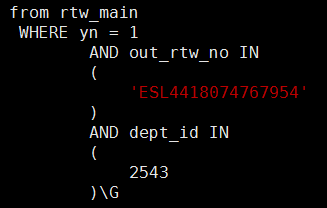 from rtw_main
WHERE yn = 1
AND out_rtw_no IN
(
'ESL4418074767954'
)
AND dept_id IN
(
2543
)\G